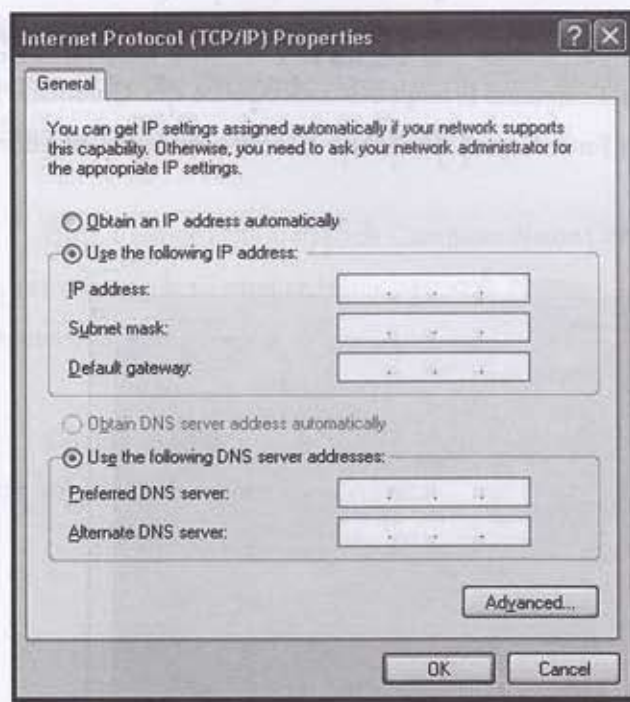 Internet Protocol (TCP/IP) Properties
General
You can get IP settings assigned automatically if your network supports
this capability. Otherwise, you need to ask your network administrator for
the appropriate IP settings.
Obtain an IP address automatically
Use the following IP address:
IP address:
Subnet mask:
Default gateway:
Obtain DNS server address automatically
Use the following DNS server addresses:
Preferred DNS server:
Alternate DNS server:
Advanced...
OK
Cancel